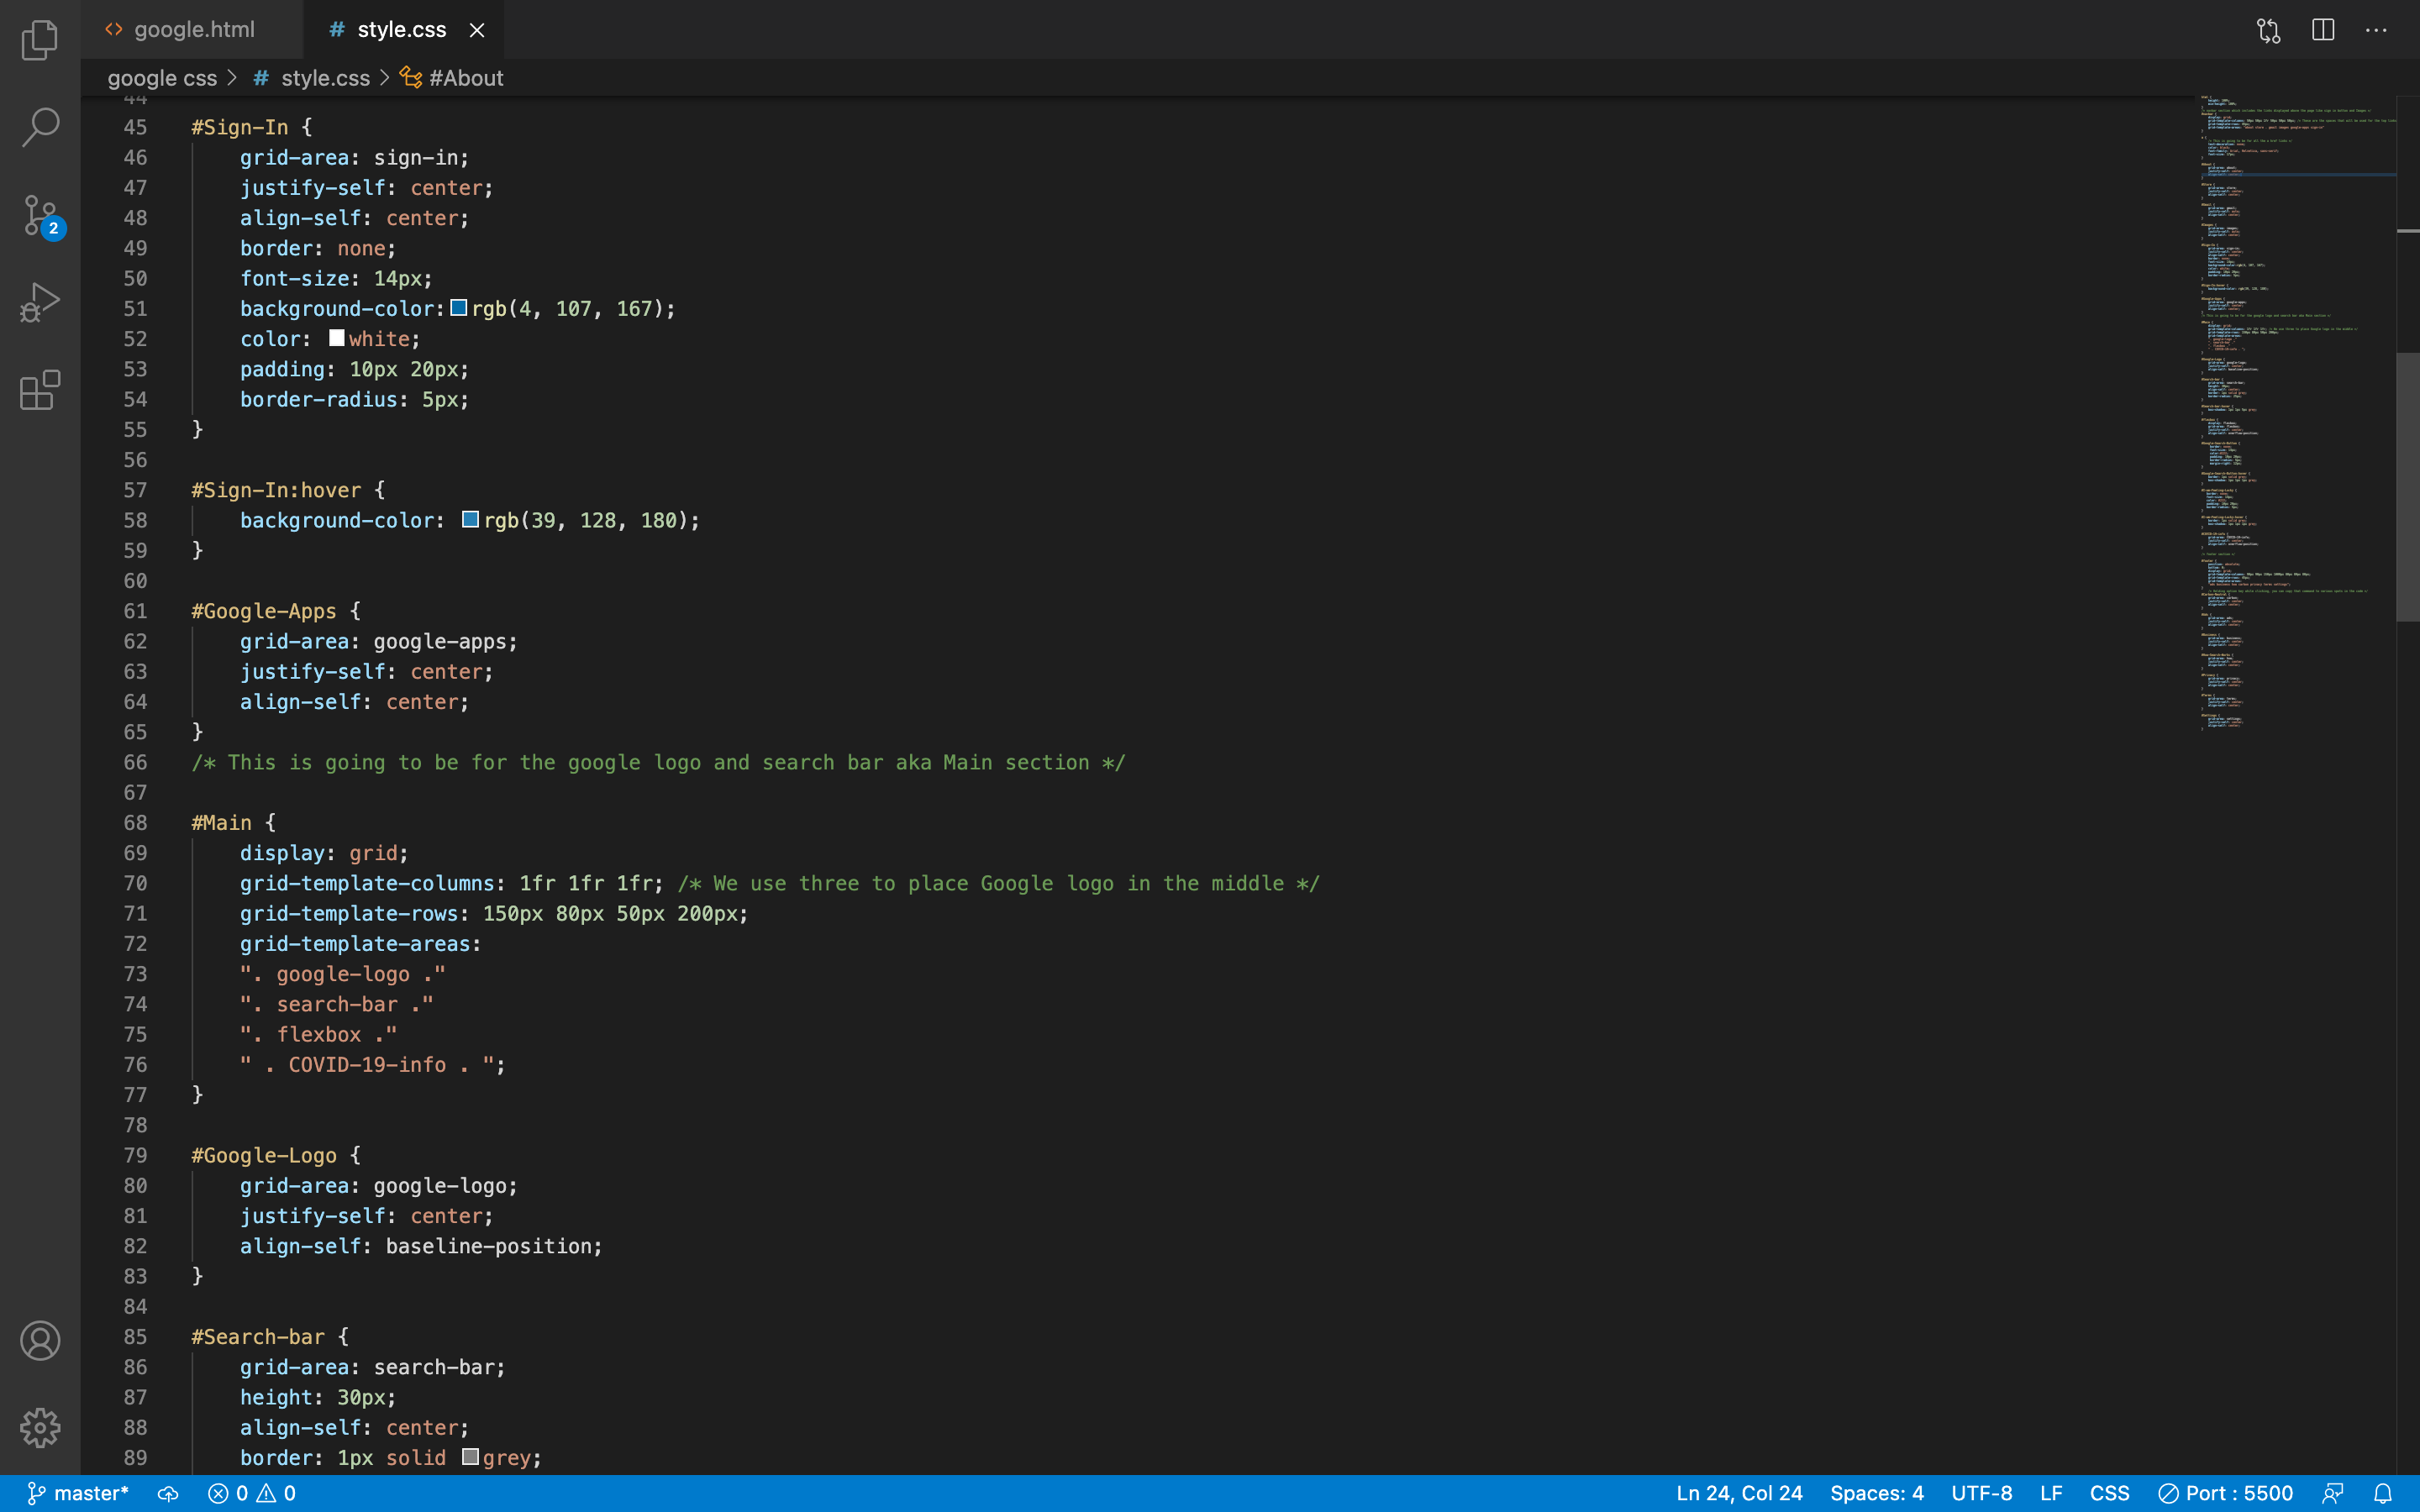 google.html
style.css
google css > # style.css > #About
44
45 #Sign-In {
46 grid-area: sign-in;
47 justify-self: center;
48 align-self: center;
49 border: none;
50 font-size: 14px;
51 background-color: rgb(4, 107, 167);
52 color: white;
53 padding: 10px 20px;
54 border-radius: 5px;
55 }
56
57 #Sign-In:hover {
58 background-color: rgb(39, 128, 180);
59 }
60
61 #Google-Apps {
62 grid-area: google-apps;
63 justify-self: center;
64 align-self: center;
65 }
66 /* This is going to be for the google logo and search bar aka Main section */
67
68 #Main {
69 display: grid;
70 grid-template-columns: 1fr 1fr 1fr; /* We use three to place Google logo in the middle */
71 grid-template-rows: 150px 80px 50px 200px;
72 grid-template-areas:
73 ". google-logo ."
74 ". search-bar ."
75 ". flexbox ."
76 " . COVID-19-info . ";
77 }
78
79 #Google-Logo {
80 grid-area: google-logo;
81 justify-self: center;
82 align-self: baseline-position;
83 }
84
85 #Search-bar {
86 grid-area: search-bar;
87 height: 30px;
88 align-self: center;
89 border: 1px solid grey;
2
master* 0 0 Ln 24, Col 24 Spaces: 4 UTF-8 LF CSS Port : 5500